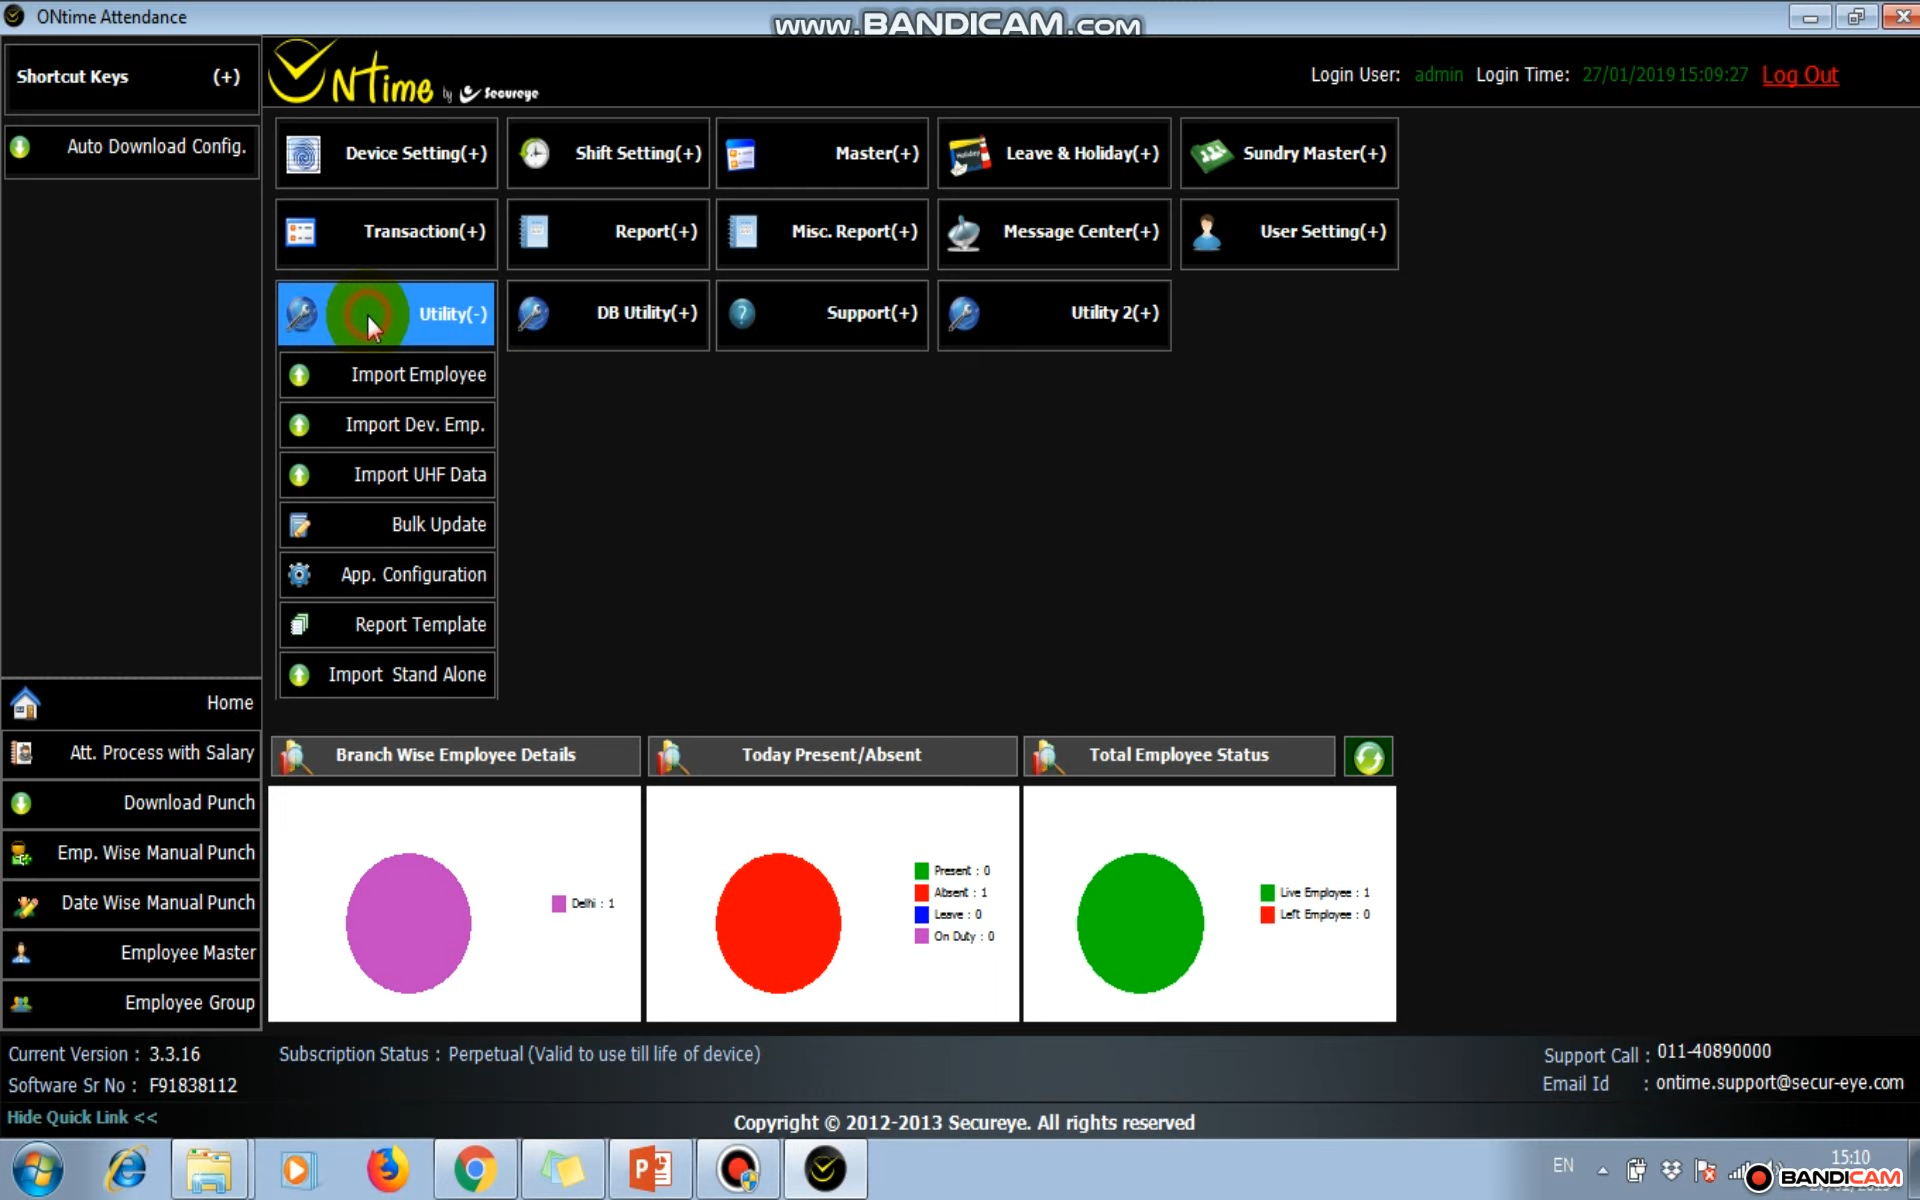 ONtime Attendance
www.BANDICAM.com
Shortcut Keys (+)
Auto Download Config.
ONTime by Secureye
Login User: admin Login Time: 27/01/2019 15:09:27 Log Out
Device Setting(+)
Shift Setting(+)
Master(+)
Leave & Holiday(+)
Sundry Master(+)
Transaction(+)
Report(+)
Misc. Report(+)
Message Center(+)
User Setting(+)
Utility(-)
DB Utility(+)
Support(+)
Utility 2(+)
Import Employee
Import Dev. Emp.
Import UHF Data
Bulk Update
App. Configuration
Report Template
Import Stand Alone
Home
Att. Process with Salary
Download Punch
Emp. Wise Manual Punch
Date Wise Manual Punch
Employee Master
Employee Group
Branch Wise Employee Details
Today Present/Absent
Total Employee Status
Delhi : 1
Present : 0
Absent : 1
Leave : 0
On Duty : 0
Live Employee : 1
Left Employee : 0
Current Version : 3.3.16
Software Sr No : F91838112
Hide Quick Link <<
Subscription Status : Perpetual (Valid to use till life of device)
Support Call : 011-40890000
Email Id : ontime.support@secur-eye.com
Copyright © 2012-2013 Secureye. All rights reserved
EN
15:10
BANDICAM